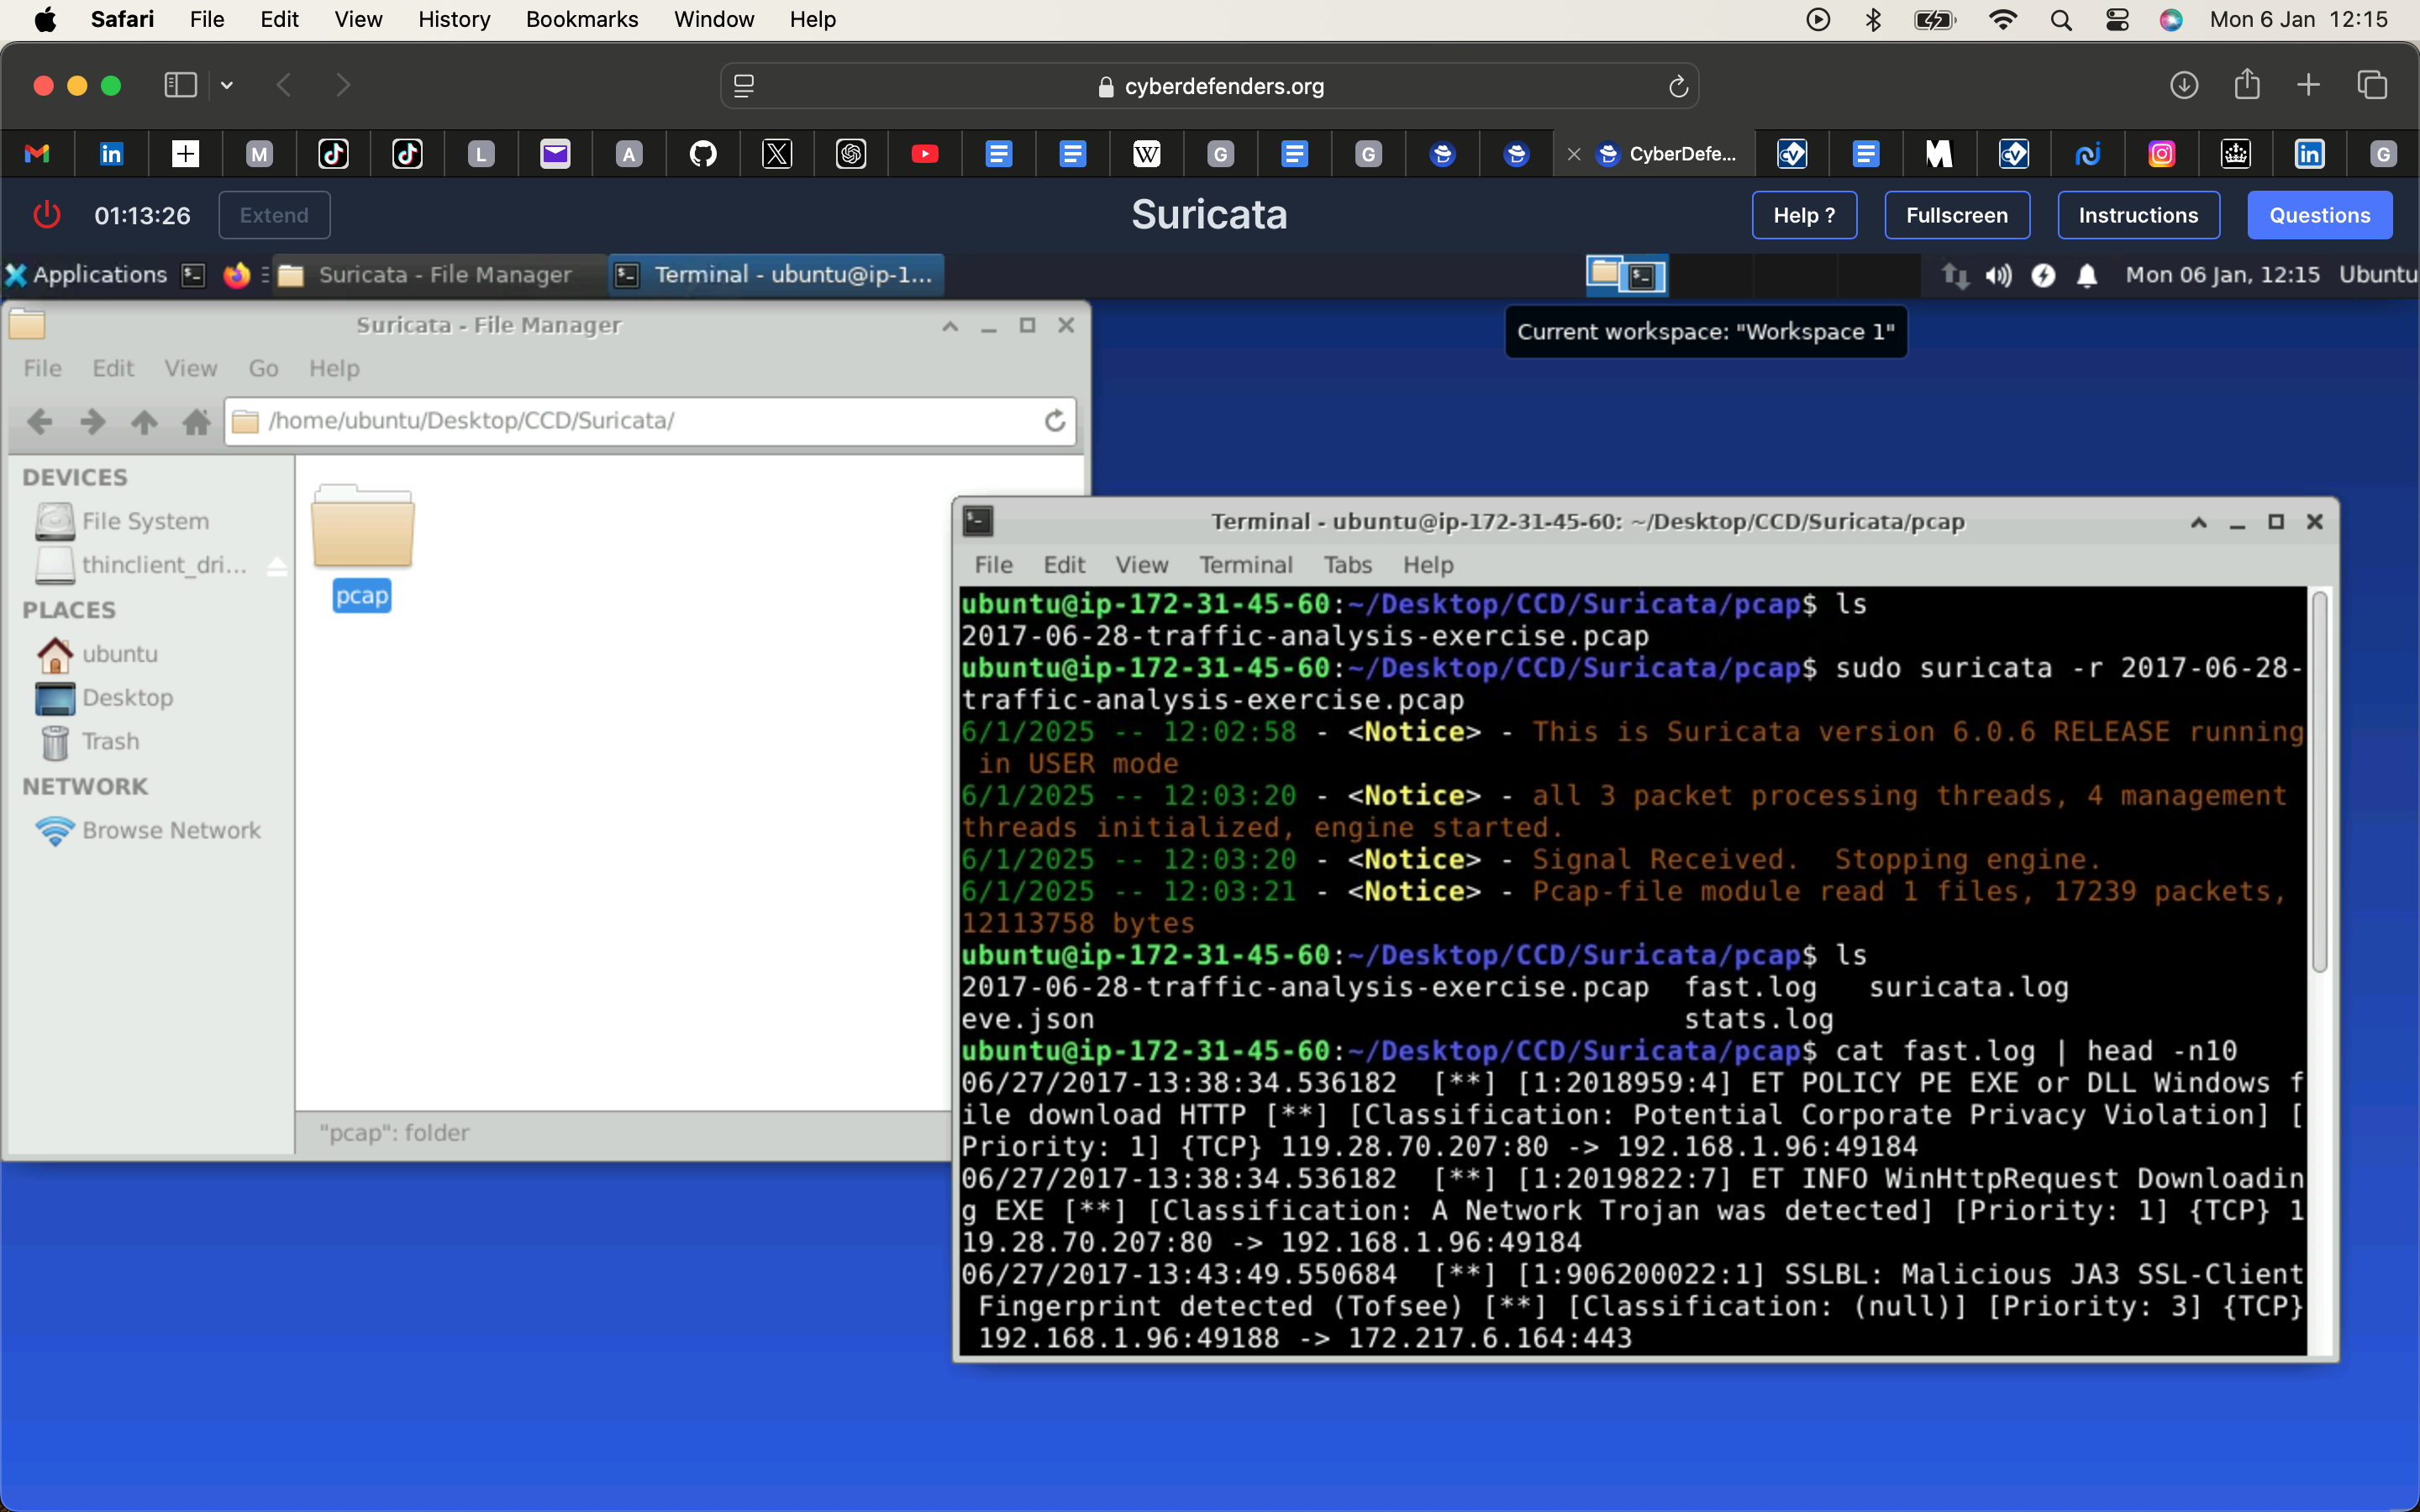 Safari File Edit View History Bookmarks Window Help Mon 6 Jan 12:15
cyberdefenders.org
M L A W G G CyberDefe... G
01:13:26 Extend Suricata Help ? Fullscreen Instructions Questions
Applications Suricata - File Manager Terminal - ubuntu@ip-1... Mon 06 Jan, 12:15 Ubuntu
Current workspace: "Workspace 1"
Suricata - File Manager
File Edit View Go Help
/home/ubuntu/Desktop/CCD/Suricata/
DEVICES
File System
thinclient_dri...
PLACES
ubuntu
Desktop
Trash
NETWORK
Browse Network
pcap
"pcap": folder
Terminal - ubuntu@ip-172-31-45-60: ~/Desktop/CCD/Suricata/pcap
File Edit View Terminal Tabs Help
ubuntu@ip-172-31-45-60:~/Desktop/CCD/Suricata/pcap$ ls
2017-06-28-traffic-analysis-exercise.pcap
ubuntu@ip-172-31-45-60:~/Desktop/CCD/Suricata/pcap$ sudo suricata -r 2017-06-28-
traffic-analysis-exercise.pcap
6/1/2025 -- 12:02:58 - <Notice> - This is Suricata version 6.0.6 RELEASE running
in USER mode
6/1/2025 -- 12:03:20 - <Notice> - all 3 packet processing threads, 4 management
threads initialized, engine started.
6/1/2025 -- 12:03:20 - <Notice> - Signal Received. Stopping engine.
6/1/2025 -- 12:03:21 - <Notice> - Pcap-file module read 1 files, 17239 packets,
12113758 bytes
ubuntu@ip-172-31-45-60:~/Desktop/CCD/Suricata/pcap$ ls
2017-06-28-traffic-analysis-exercise.pcap fast.log suricata.log
eve.json stats.log
ubuntu@ip-172-31-45-60:~/Desktop/CCD/Suricata/pcap$ cat fast.log | head -n10
06/27/2017-13:38:34.536182 [**] [1:2018959:4] ET POLICY PE EXE or DLL Windows f
ile download HTTP [**] [Classification: Potential Corporate Privacy Violation] [
Priority: 1] {TCP} 119.28.70.207:80 -> 192.168.1.96:49184
06/27/2017-13:38:34.536182 [**] [1:2019822:7] ET INFO WinHttpRequest Downloadin
g EXE [**] [Classification: A Network Trojan was detected] [Priority: 1] {TCP} 1
19.28.70.207:80 -> 192.168.1.96:49184
06/27/2017-13:43:49.550684 [**] [1:906200022:1] SSLBL: Malicious JA3 SSL-Client
Fingerprint detected (Tofsee) [**] [Classification: (null)] [Priority: 3] {TCP}
192.168.1.96:49188 -> 172.217.6.164:443